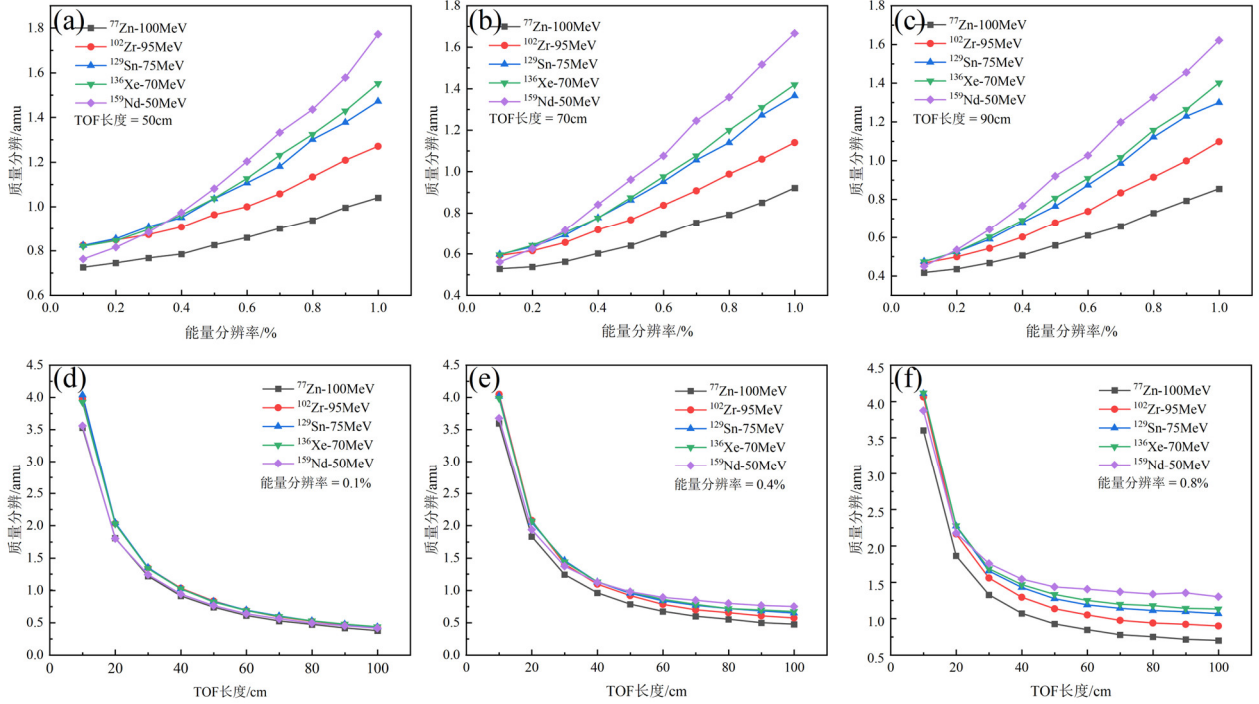 (a)
⁷⁷Zn-100MeV
¹⁰²Zr-95MeV
¹²⁹Sn-75MeV
¹³⁶Xe-70MeV
¹⁵⁹Nd-50MeV
TOF长度 = 50cm
质量分辨/amu
1.8
1.6
1.4
1.2
1.0
0.8
0.6
0.0 0.2 0.4 0.6 0.8 1.0
能量分辨率/%
(b)
⁷⁷Zn-100MeV
¹⁰²Zr-95MeV
¹²⁹Sn-75MeV
¹³⁶Xe-70MeV
¹⁵⁹Nd-50MeV
TOF长度 = 70cm
质量分辨/amu
1.8
1.6
1.4
1.2
1.0
0.8
0.6
0.4
0.0 0.2 0.4 0.6 0.8 1.0
能量分辨率/%
(c)
⁷⁷Zn-100MeV
¹⁰²Zr-95MeV
¹²⁹Sn-75MeV
¹³⁶Xe-70MeV
¹⁵⁹Nd-50MeV
TOF长度 = 90cm
质量分辨/amu
1.8
1.6
1.4
1.2
1.0
0.8
0.6
0.4
0.0 0.2 0.4 0.6 0.8 1.0
能量分辨率/%
(d)
⁷⁷Zn-100MeV
¹⁰²Zr-95MeV
¹²⁹Sn-75MeV
¹³⁶Xe-70MeV
¹⁵⁹Nd-50MeV
能量分辨率 = 0.1%
质量分辨/amu
4.5
4.0
3.5
3.0
2.5
2.0
1.5
1.0
0.5
0.0
0 20 40 60 80 100
TOF长度/cm
(e)
⁷⁷Zn-100MeV
¹⁰²Zr-95MeV
¹²⁹Sn-75MeV
¹³⁶Xe-70MeV
¹⁵⁹Nd-50MeV
能量分辨率 = 0.4%
质量分辨/amu
4.5
4.0
3.5
3.0
2.5
2.0
1.5
1.0
0.5
0.0
0 20 40 60 80 100
TOF长度/cm
(f)
⁷⁷Zn-100MeV
¹⁰²Zr-95MeV
¹²⁹Sn-75MeV
¹³⁶Xe-70MeV
¹⁵⁹Nd-50MeV
能量分辨率 = 0.8%
质量分辨/amu
4.5
4.0
3.5
3.0
2.5
2.0
1.5
1.0
0.5
0 20 40 60 80 100
TOF长度/cm